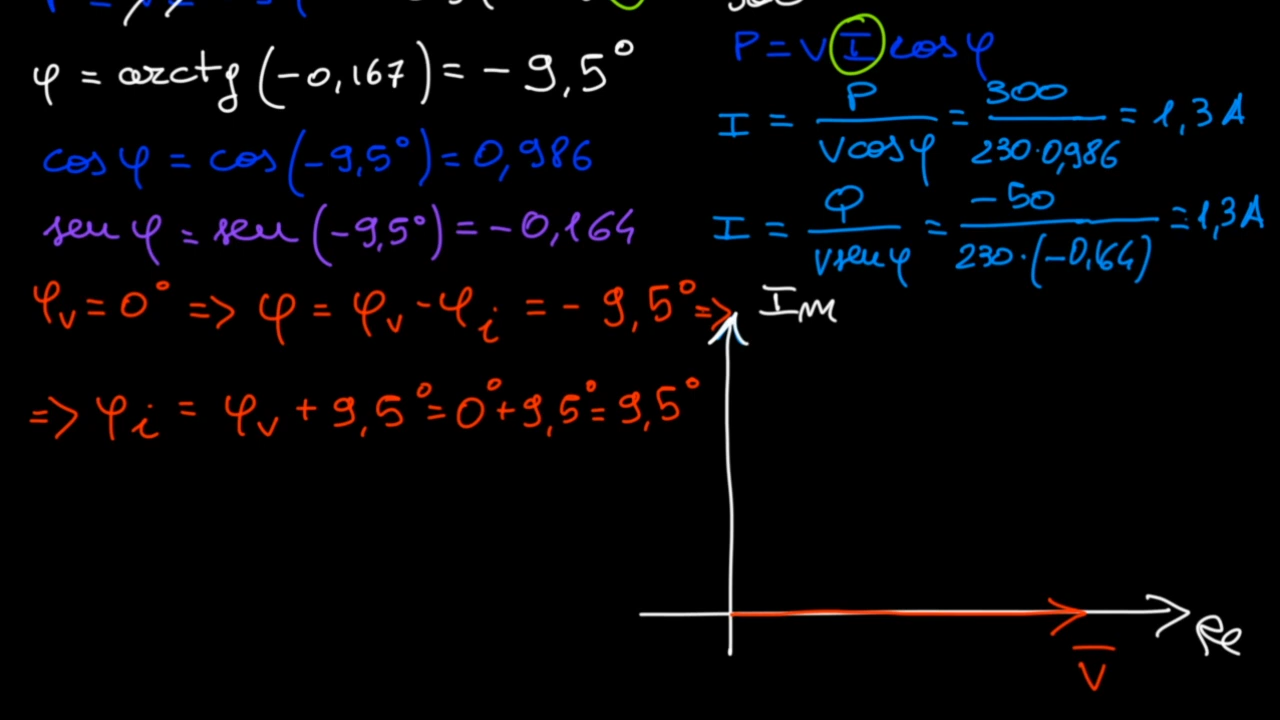 P = V I cos φ
φ = arctg (-0,167) = - 9,5°
I = P / V cos φ = 300 / 230·0,986 = 1,3 A
cos φ = cos (-9,5°) = 0,986
I = Q / V sen φ = -50 / 230·(-0,164) = 1,3 A
sen φ = sen (-9,5°) = -0,164
φv = 0° => φ = φv - φi = - 9,5° =>
Im
=> φi = φv + 9,5° = 0° + 9,5° = 9,5°
Re
V̅